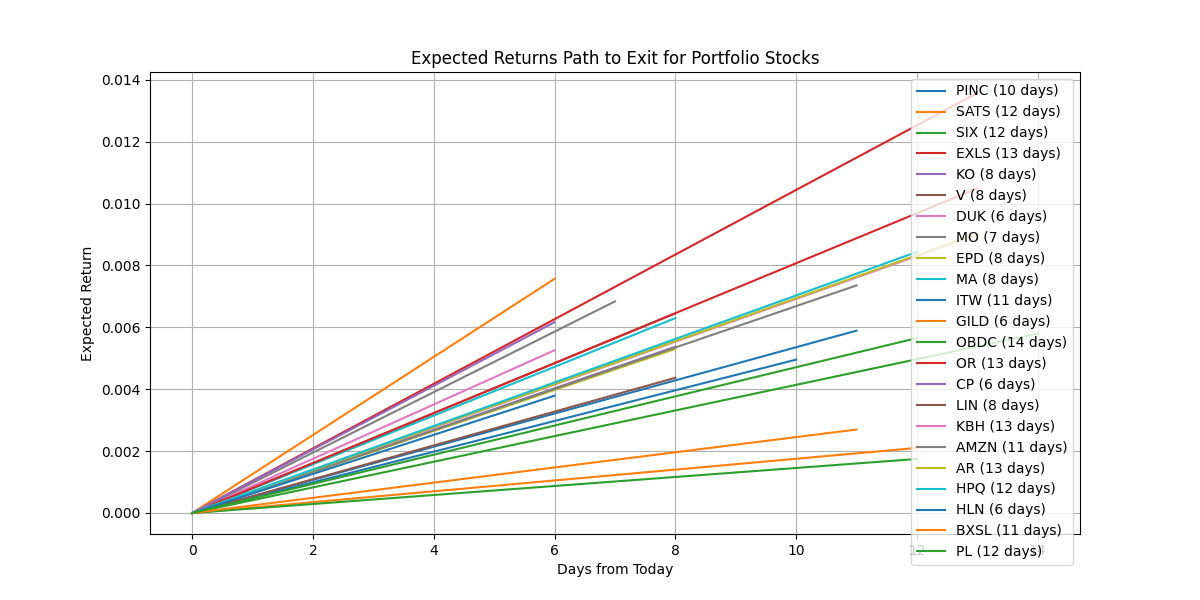 Expected Returns Path to Exit for Portfolio Stocks
Expected Return
0.014
0.012
0.010
0.008
0.006
0.004
0.002
0.000
PINC (10 days)
SATS (12 days)
SIX (12 days)
EXLS (13 days)
KO (8 days)
V (8 days)
DUK (6 days)
MO (7 days)
EPD (8 days)
MA (8 days)
ITW (11 days)
GILD (6 days)
OBDC (14 days)
OR (13 days)
CP (6 days)
LIN (8 days)
KBH (13 days)
AMZN (11 days)
AR (13 days)
HPQ (12 days)
HLN (6 days)
BXSL (11 days)
PL (12 days)
0 2 4 6 8 10 12 14
Days from Today